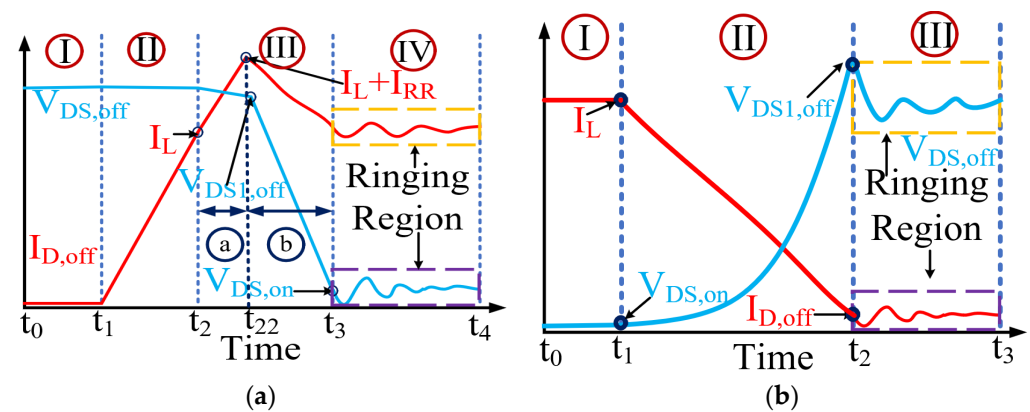 I II III IV
I_L+I_RR
V_DS,off
I_L
V_DS1,off
Ringing
Region
a b
I_D,off
V_DS,on
t_0 t_1 t_2 t_22 t_3 t_4
Time
(a)
I II III
V_DS1,off
I_L
V_DS,off
Ringing
Region
V_DS,on
I_D,off
t_0 t_1 Time t_2 t_3
(b)